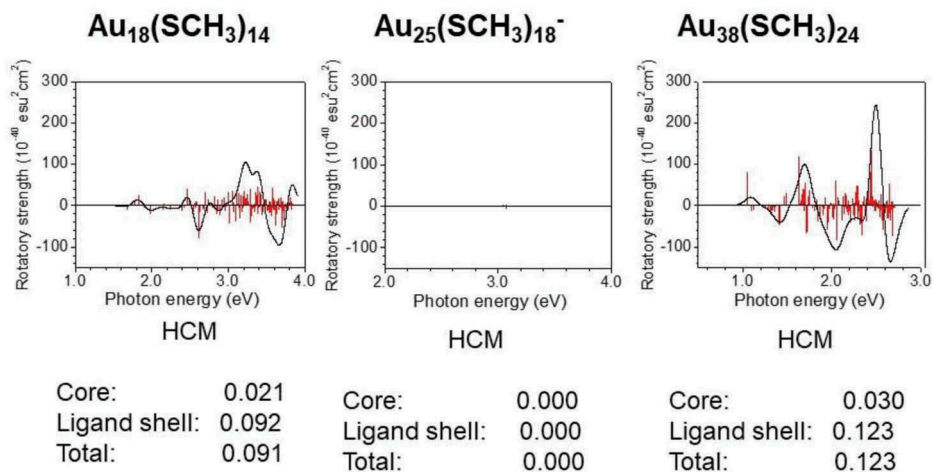 Au18(SCH3)14
Au25(SCH3)18-
Au38(SCH3)24
Rotatory strength (10-40 esu2cm2)
300
200
100
0
-100
1.0 2.0 3.0 4.0
Photon energy (eV)
HCM
Core: 0.021
Ligand shell: 0.092
Total: 0.091
Rotatory strength (10-40 esu2cm2)
300
200
100
0
-100
2.0 3.0 4.0
Photon energy (eV)
HCM
Core: 0.000
Ligand shell: 0.000
Total: 0.000
Rotatory strength (10-40 esu2cm2)
300
200
100
0
-100
1.0 2.0 3.0
Photon energy (eV)
HCM
Core: 0.030
Ligand shell: 0.123
Total: 0.123